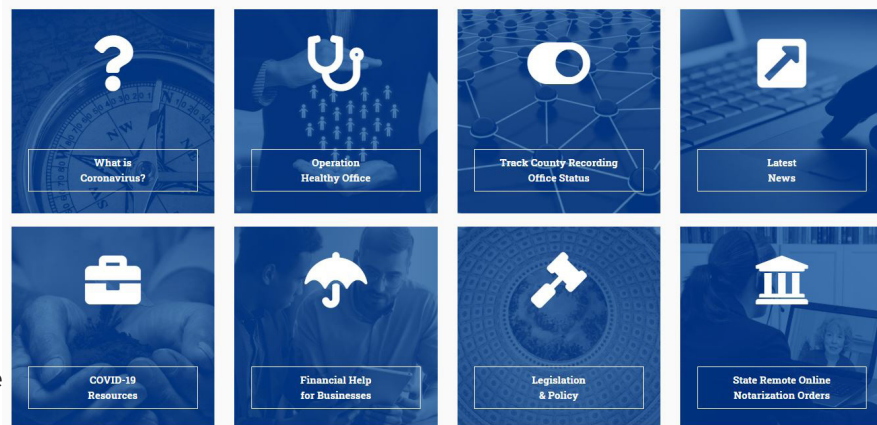 What is
Coronavirus?
Operation
Healthy Office
Track County Recording
Office Status
Latest
News
COVID-19
Resources
Financial Help
for Businesses
Legislation
& Policy
State Remote Online
Notarization Orders